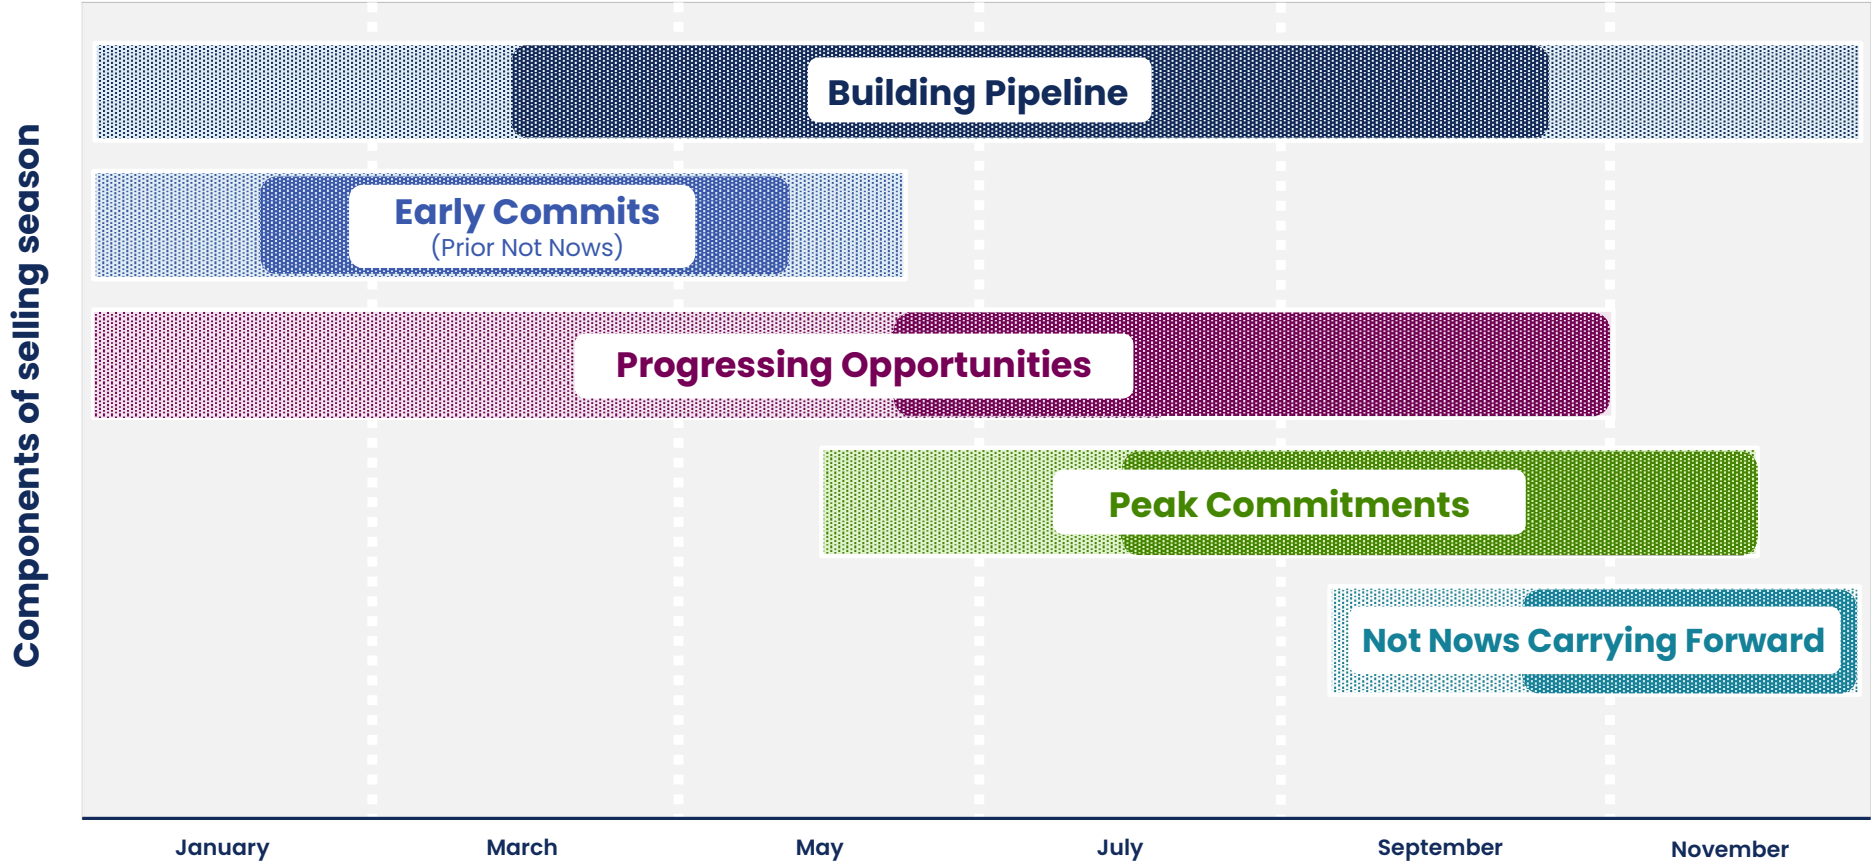 Components of selling season
Building Pipeline
Early Commits
(Prior Not Nows)
Progressing Opportunities
Peak Commitments
Not Nows Carrying Forward
January
March
May
July
September
November